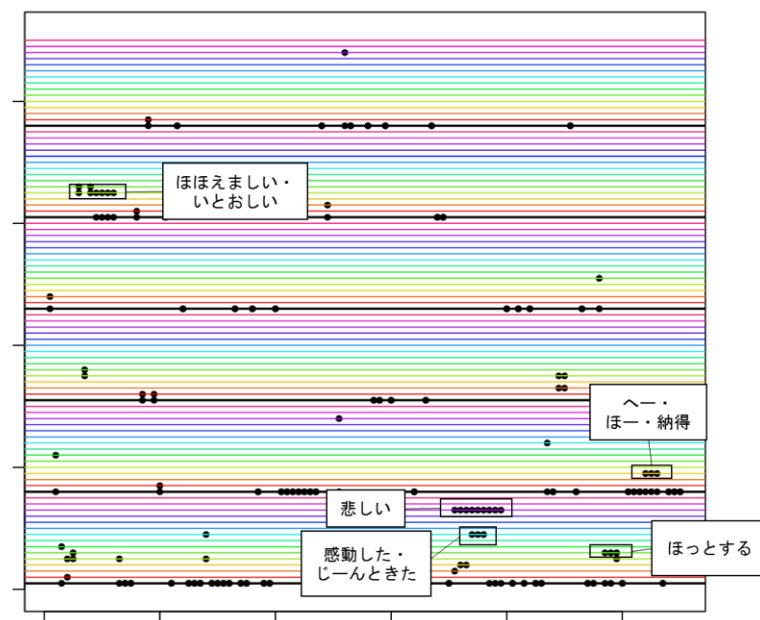 ほほえましい・
いとおしい
へー・
ほー・納得
悲しい
感動した・
じーんときた
ほっとする